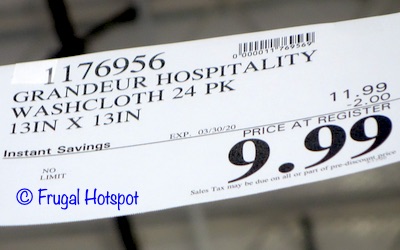 1176956
0000011769569
GRANDEUR HOSPITALITY
WASHCLOTH 24 PK
13IN X 13IN
11.99
-2.00
EXP. 03/30/20
PRICE AT REGISTER
Instant Savings
NO
LIMIT
9.99
Sales Tax may be due on all or part of pre-discount price.
© Frugal Hotspot